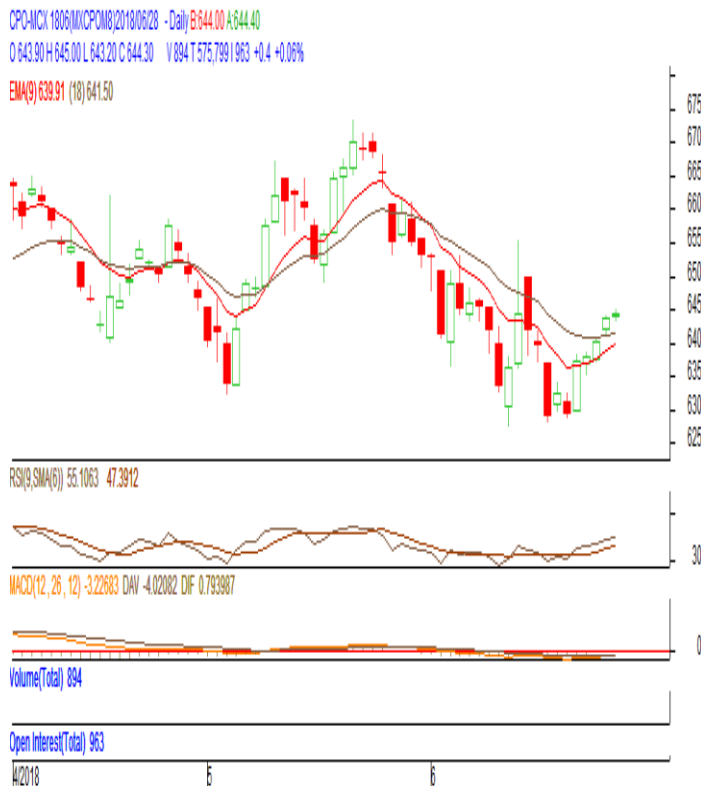 CPO-MCX 1806(MXCPOM8)2018/06/28 - Daily B:644.00 A:644.40
O 643.90 H 645.00 L 643.20 C 644.30 V 894 T 575,799 I 963 +0.4 +0.06%
EMA(9) 639.91 (18) 641.50
675
670
665
660
655
650
645
640
635
630
625
RSI(9,SMA(6)) 55.1063 47.3912
30
MACD(12, 26, 12) -3.22683 DAV -4.02082 DIF 0.793987
0
Volume(Total) 894
Open Interest(Total) 963
4/2018 5 6